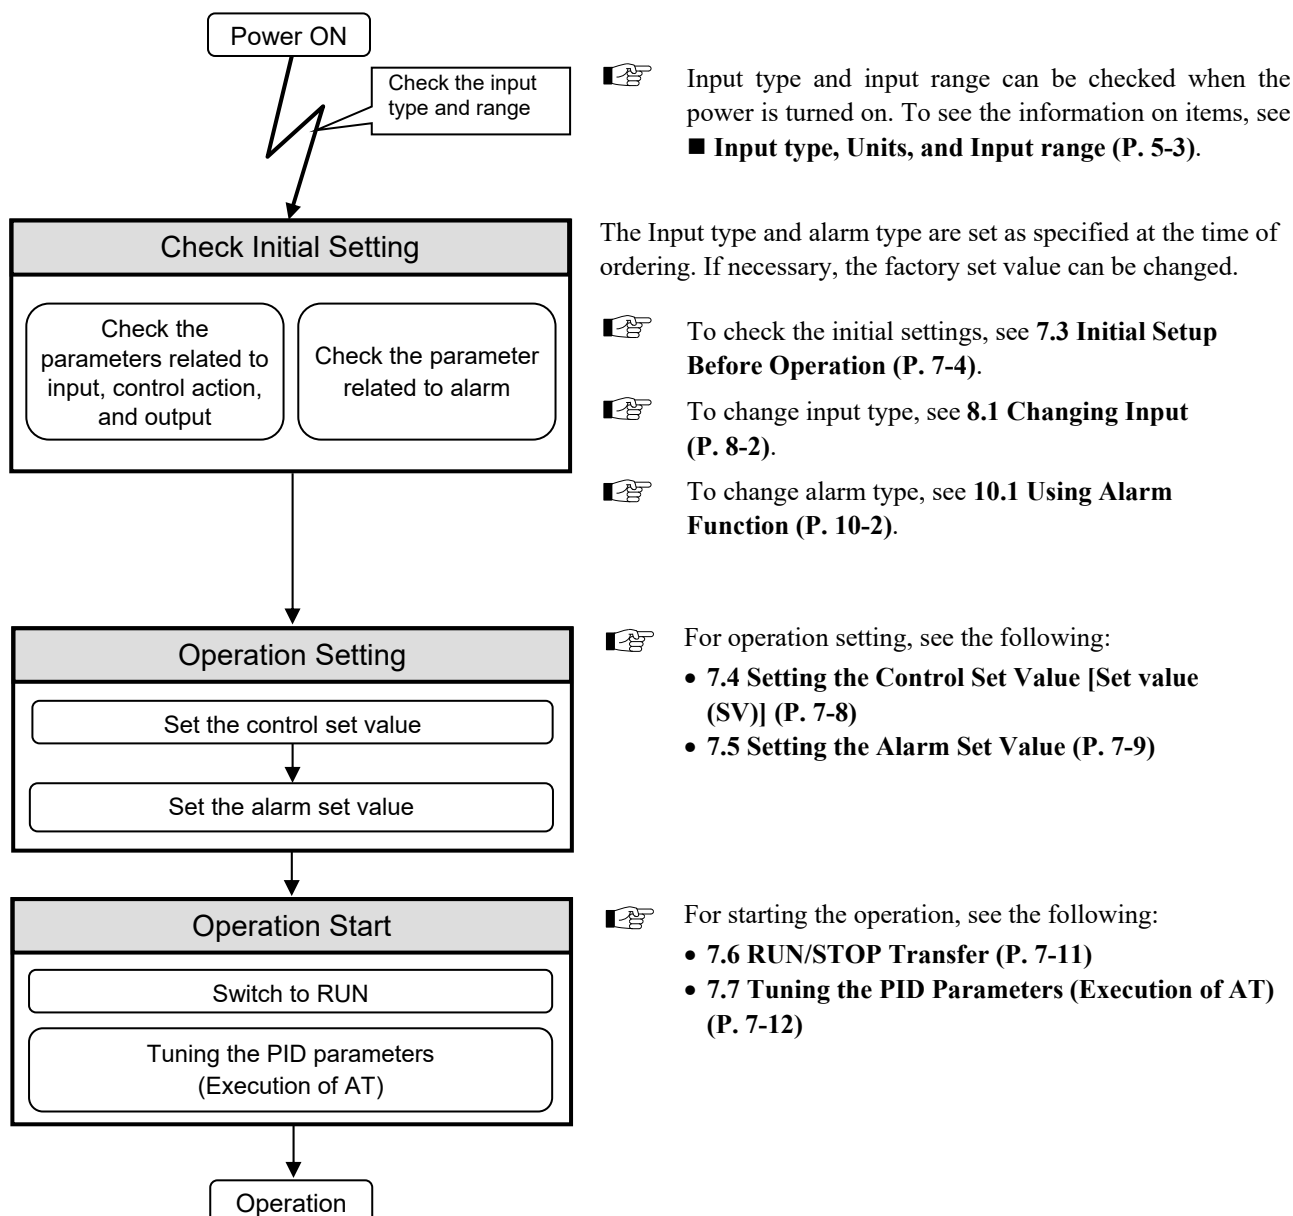 Power ON
Check the input
type and range
Input type and input range can be checked when the
power is turned on. To see the information on items, see
■ Input type, Units, and Input range (P. 5-3).
Check Initial Setting
The Input type and alarm type are set as specified at the time of
ordering. If necessary, the factory set value can be changed.
Check the
parameters related to
input, control action,
and output
Check the parameter
related to alarm
To check the initial settings, see 7.3 Initial Setup
Before Operation (P. 7-4).
To change input type, see 8.1 Changing Input
(P. 8-2).
To change alarm type, see 10.1 Using Alarm
Function (P. 10-2).
Operation Setting
Set the control set value
Set the alarm set value
For operation setting, see the following:
• 7.4 Setting the Control Set Value [Set value
(SV)] (P. 7-8)
• 7.5 Setting the Alarm Set Value (P. 7-9)
Operation Start
Switch to RUN
Tuning the PID parameters
(Execution of AT)
For starting the operation, see the following:
• 7.6 RUN/STOP Transfer (P. 7-11)
• 7.7 Tuning the PID Parameters (Execution of AT)
(P. 7-12)
Operation